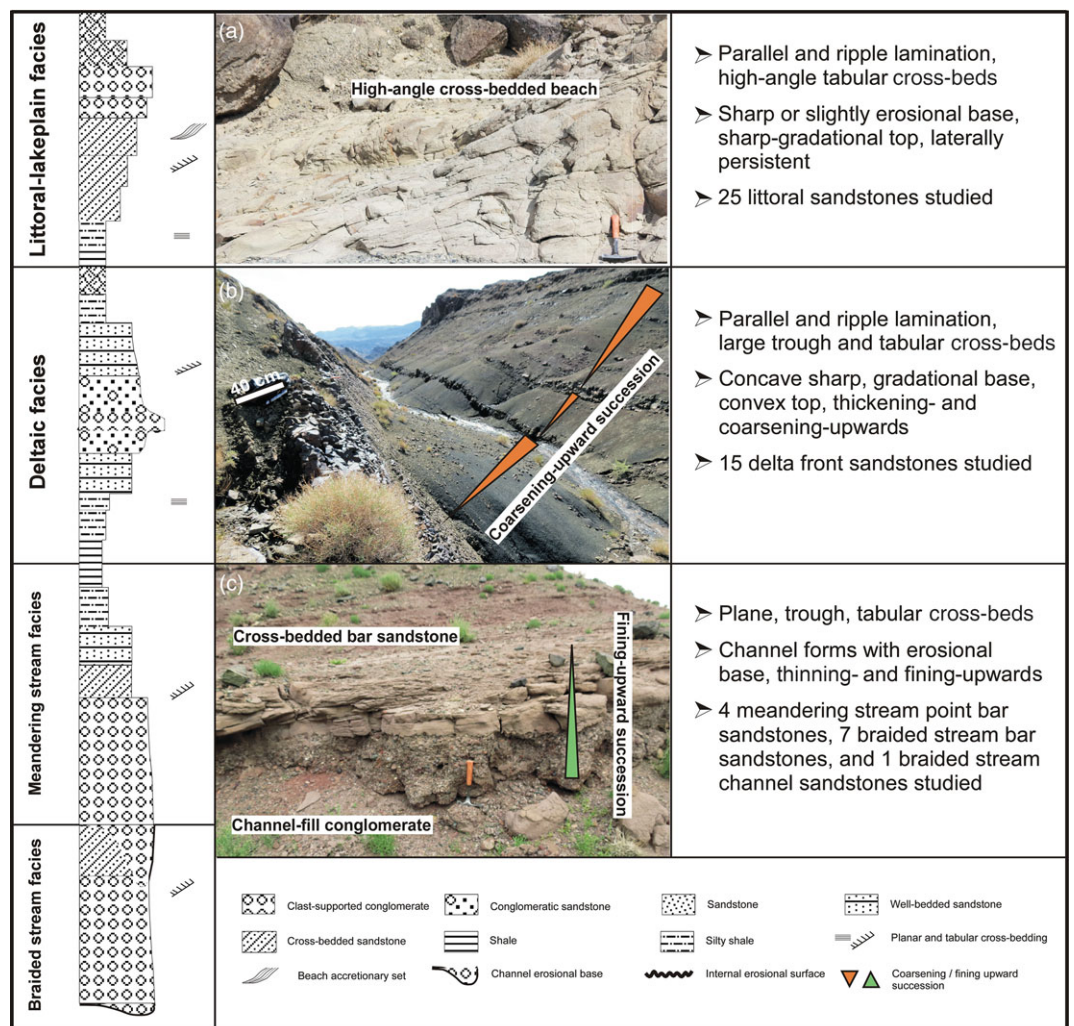 Littoral-lakeplain facies
(a)
High-angle cross-bedded beach
➢ Parallel and ripple lamination,
high-angle tabular cross-beds
➢ Sharp or slightly erosional base,
sharp-gradational top, laterally
persistent
➢ 25 littoral sandstones studied
Deltaic facies
(b)
40 cm
Coarsening-upward succession
➢ Parallel and ripple lamination,
large trough and tabular cross-beds
➢ Concave sharp, gradational base,
convex top, thickening- and
coarsening-upwards
➢ 15 delta front sandstones studied
Meandering stream facies
(c)
Cross-bedded bar sandstone
Fining-upward succession
Channel-fill conglomerate
➢ Plane, trough, tabular cross-beds
➢ Channel forms with erosional
base, thinning- and fining-upwards
➢ 4 meandering stream point bar
sandstones, 7 braided stream bar
sandstones, and 1 braided stream
channel sandstones studied
Braided stream facies
Clast-supported conglomerate
Conglomeratic sandstone
Sandstone
Well-bedded sandstone
Cross-bedded sandstone
Shale
Silty shale
Planar and tabular cross-bedding
Beach accretionary set
Channel erosional base
Internal erosional surface
Coarsening / fining upward
succession